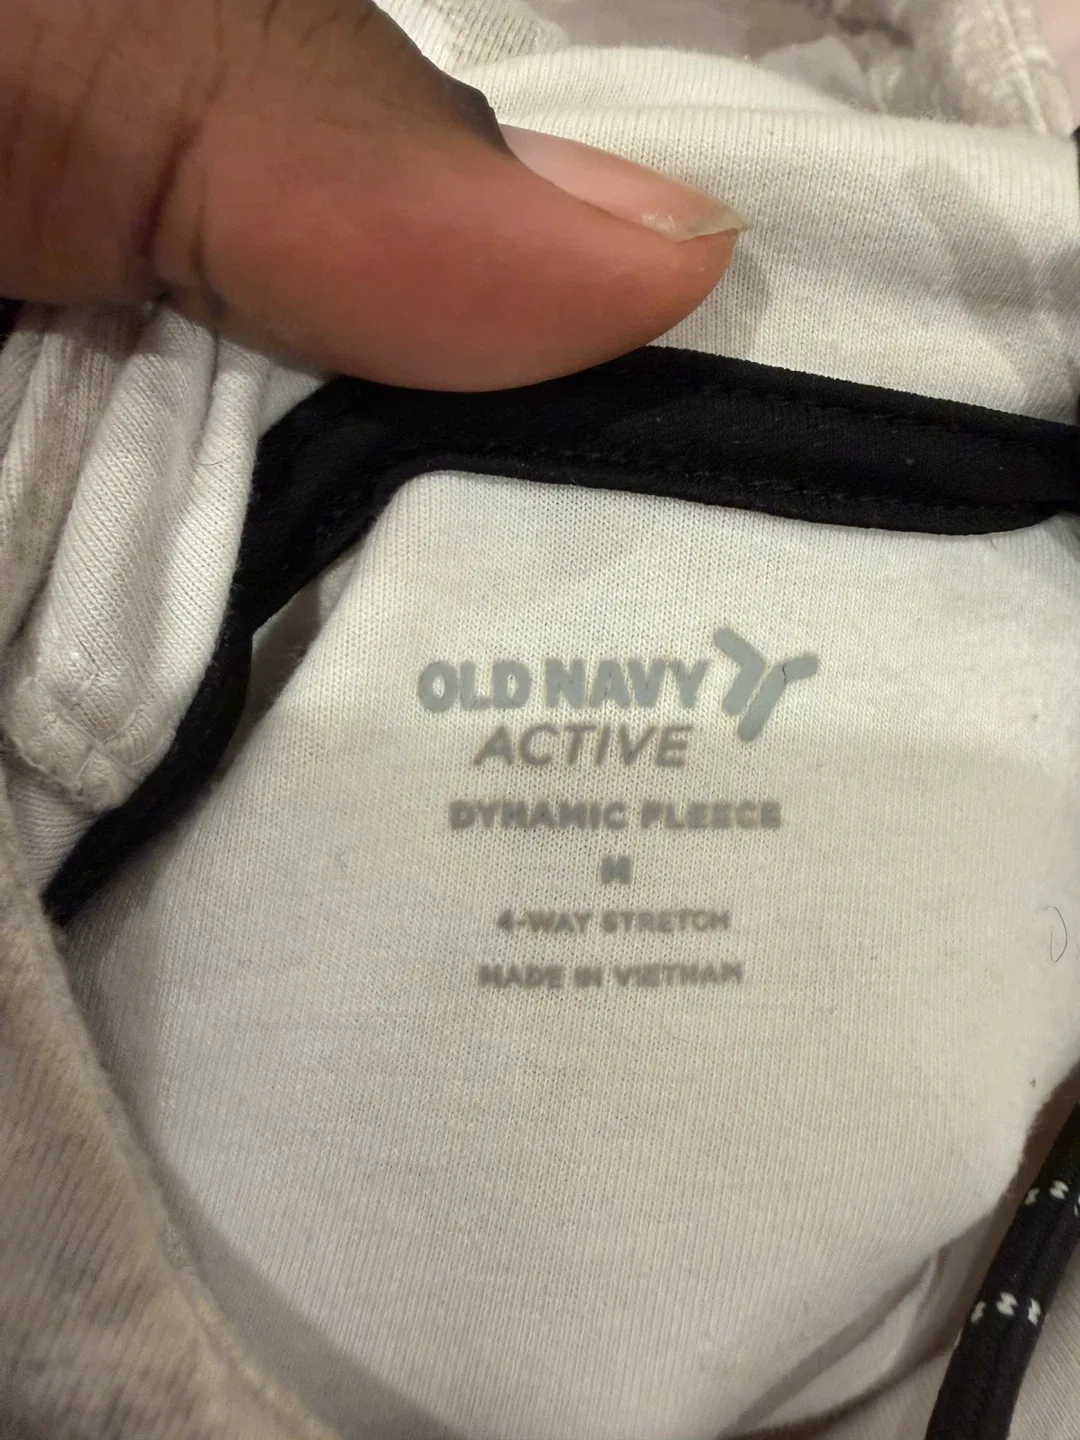 OLD NAVY
ACTIVE
DYNAMIC FLEECE
M
4-WAY STRETCH
MADE IN VIETNAM